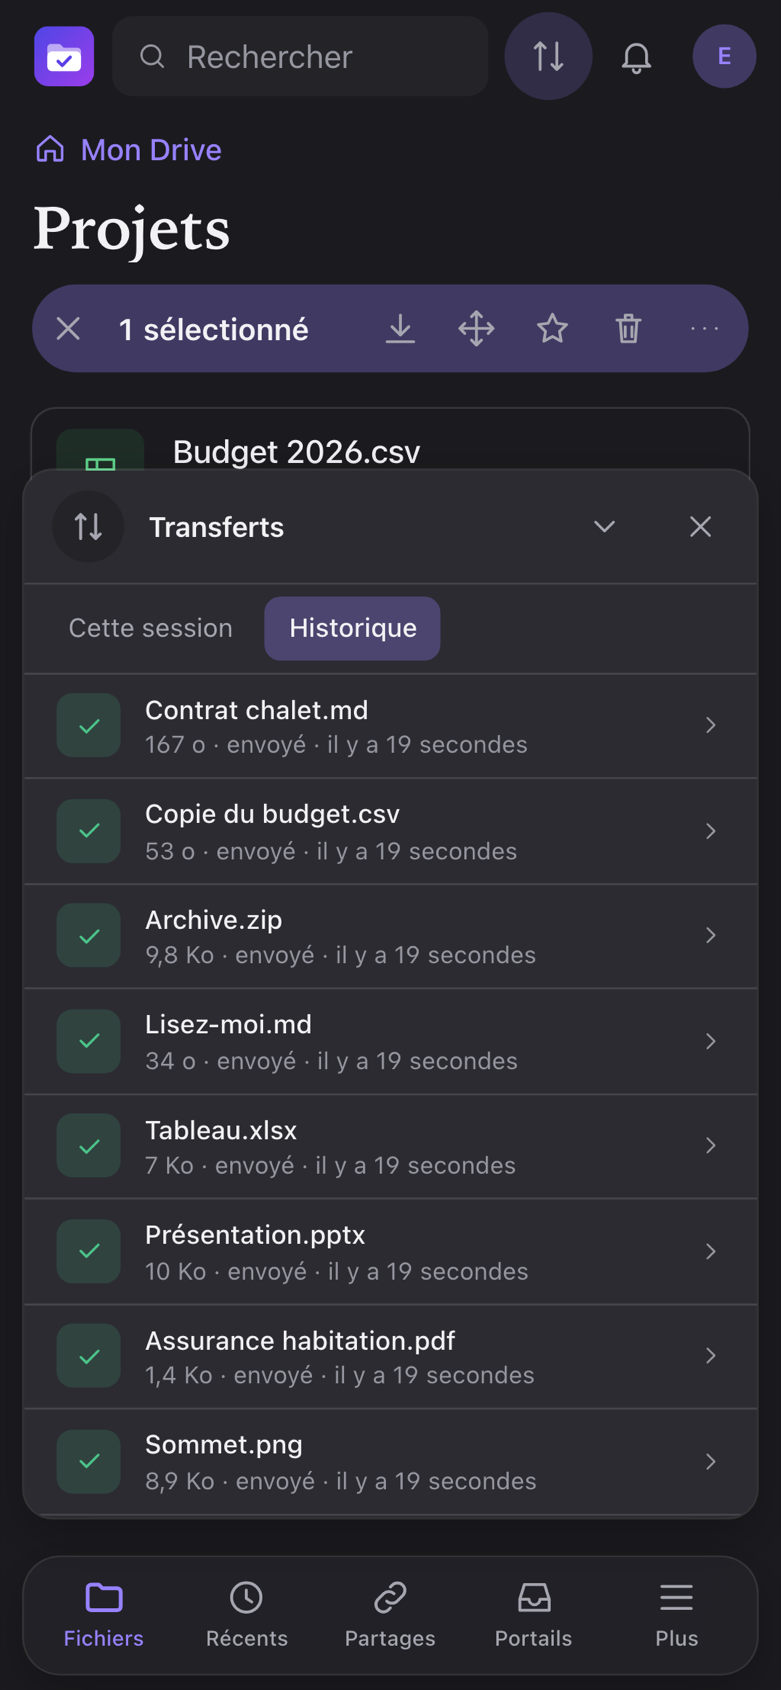 Rechercher
E
Mon Drive
Projets
1 sélectionné
Budget 2026.csv
Transferts
Cette session
Historique
Contrat chalet.md
167 o · envoyé · il y a 19 secondes
Copie du budget.csv
53 o · envoyé · il y a 19 secondes
Archive.zip
9,8 Ko · envoyé · il y a 19 secondes
Lisez-moi.md
34 o · envoyé · il y a 19 secondes
Tableau.xlsx
7 Ko · envoyé · il y a 19 secondes
Présentation.pptx
10 Ko · envoyé · il y a 19 secondes
Assurance habitation.pdf
1,4 Ko · envoyé · il y a 19 secondes
Sommet.png
8,9 Ko · envoyé · il y a 19 secondes
Fichiers
Récents
Partages
Portails
Plus